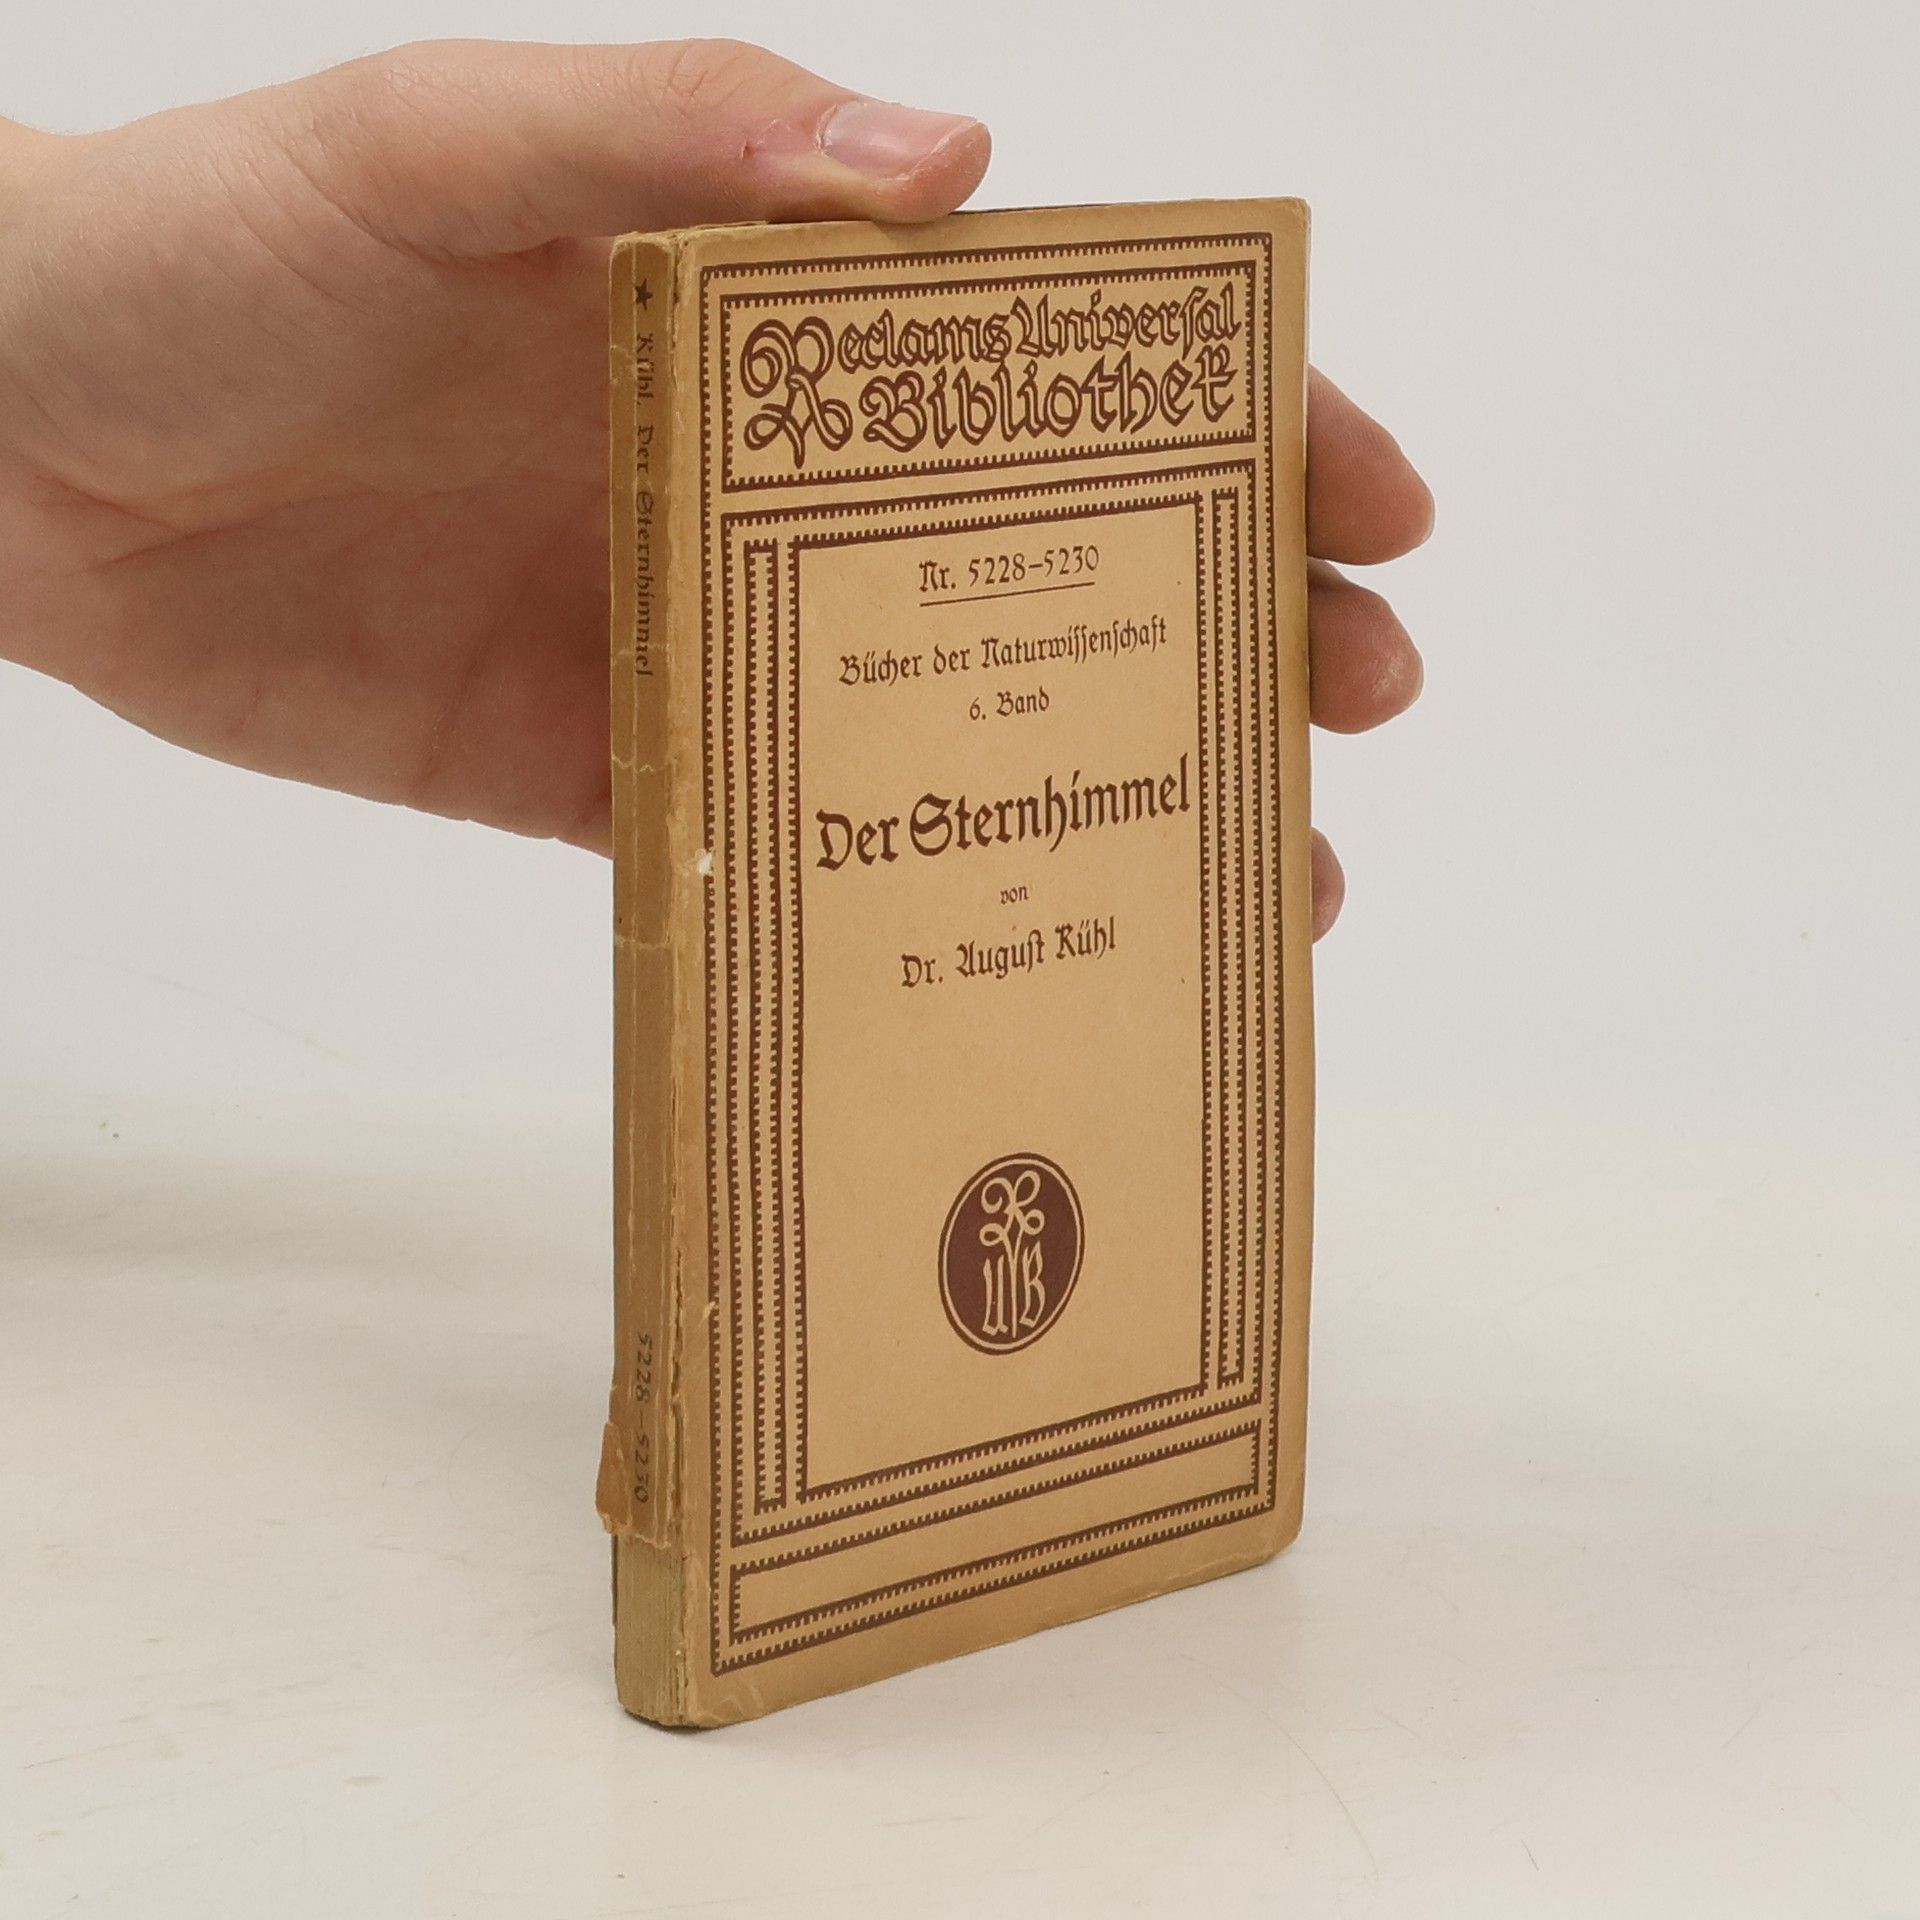 ★ Kühl, Der Sternhimmel
5228–5230
Reclams Universal
Bibliothek
Nr. 5228–5230
Bücher der Naturwiſſenſchaft
6. Band
Der Sternhimmel
von
Dr. Auguſt Kühl
RUB